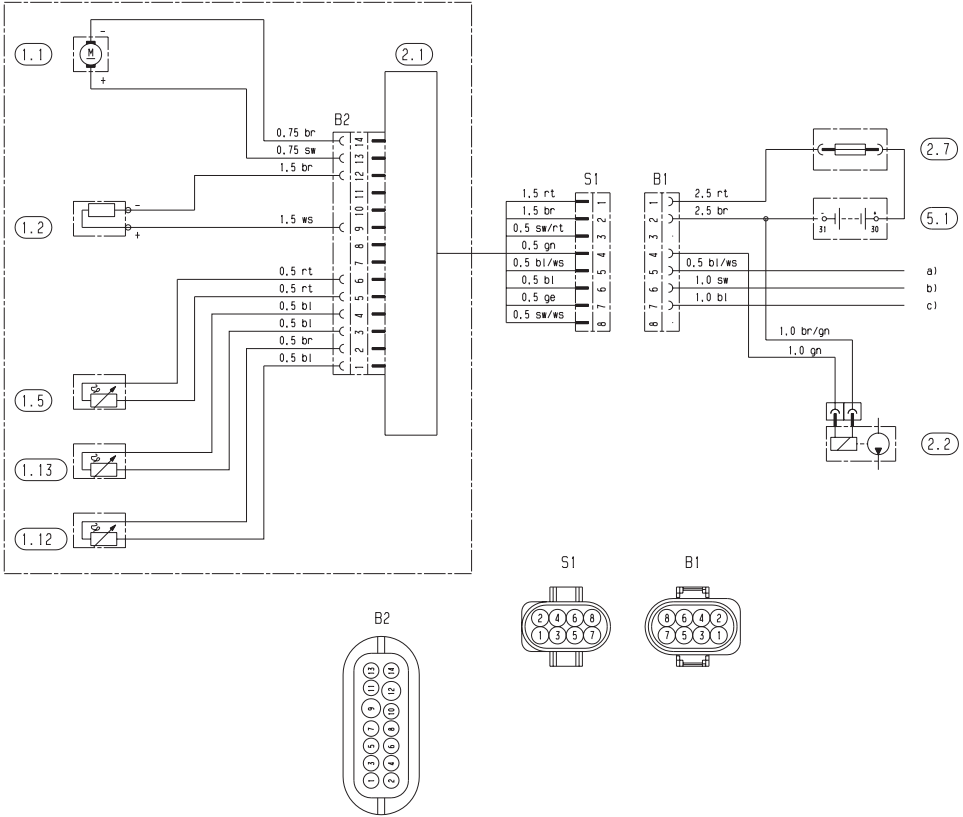 1.1
-
M
+
2.1
B2
0,75 br
14
0,75 sw
13
1,5 br
12
11
10
1,5 ws
9
8
7
0,5 rt
6
0,5 rt
5
0,5 bl
4
0,5 bl
3
0,5 br
2
0,5 bl
1
1.2
-
+
1.5
1.13
1.12
S1
B1
1,5 rt
1
1
2,5 rt
1,5 br
2
2
2,5 br
0,5 sw/rt
3
3
0,5 gn
4
4
0,5 bl/ws
5
5
0,5 bl/ws
a)
0,5 bl
6
6
1,0 sw
b)
0,5 ge
7
7
1,0 bl
c)
0,5 sw/ws
8
8
2.7
- +
31 30
5.1
1,0 br/gn
1,0 gn
2.2
S1
2 4 6 8
1 3 5 7
B1
8 6 4 2
7 5 3 1
B2
13 14
11 12
9 10
7 8
5 6
3 4
1 2